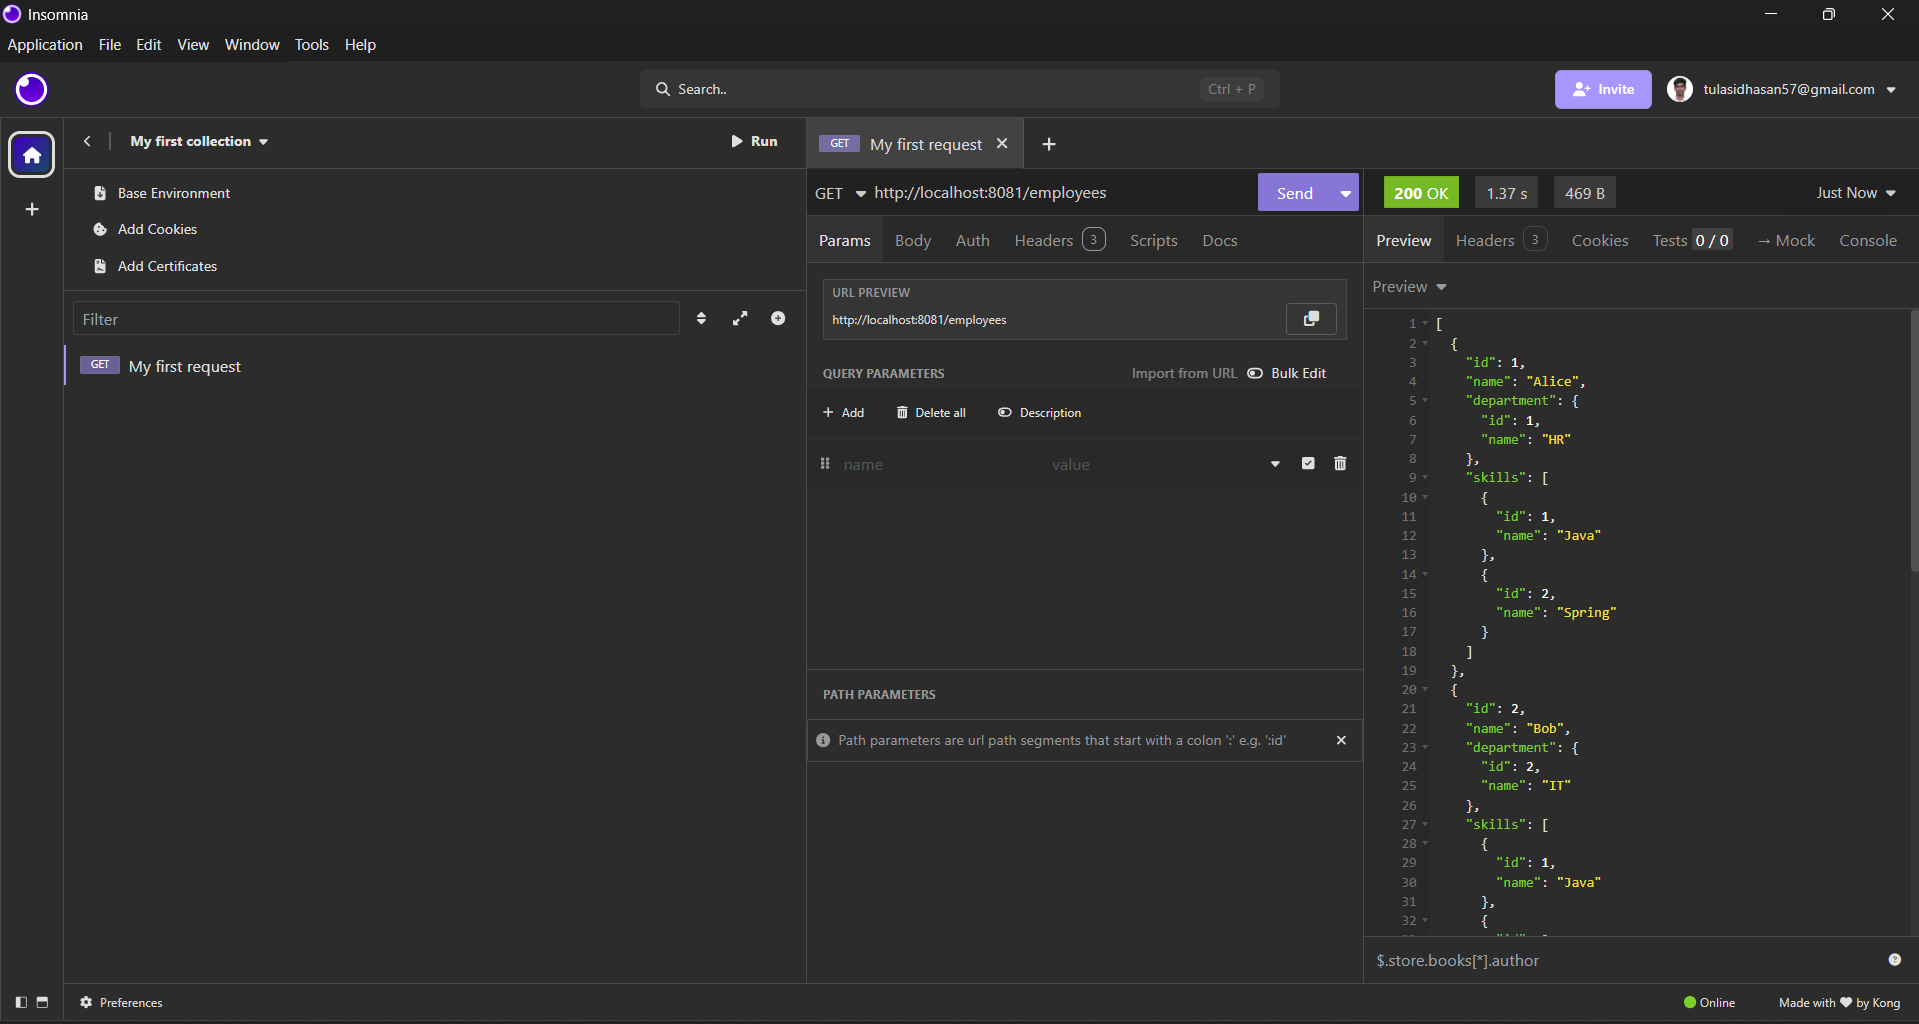 Insomnia
Application File Edit View Window Tools Help
Search.. Ctrl + P
Invite
tulasidhasan57@gmail.com
My first collection
Run
Base Environment
Add Cookies
Add Certificates
Filter
GET My first request
GET My first request
GET http://localhost:8081/employees Send
Params Body Auth Headers 3 Scripts Docs
URL PREVIEW
http://localhost:8081/employees
QUERY PARAMETERS Import from URL Bulk Edit
Add Delete all Description
name value
PATH PARAMETERS
Path parameters are url path segments that start with a colon ':' e.g. ':id'
200 OK 1.37 s 469 B Just Now
Preview Headers 3 Cookies Tests 0 / 0 → Mock Console
Preview
1 [
2 {
3 "id": 1,
4 "name": "Alice",
5 "department": {
6 "id": 1,
7 "name": "HR"
8 },
9 "skills": [
10 {
11 "id": 1,
12 "name": "Java"
13 },
14 {
15 "id": 2,
16 "name": "Spring"
17 }
18 ]
19 },
20 {
21 "id": 2,
22 "name": "Bob",
23 "department": {
24 "id": 2,
25 "name": "IT"
26 },
27 "skills": [
28 {
29 "id": 1,
30 "name": "Java"
31 },
32 {
$.store.books[*].author
Preferences
Online
Made with ♥ by Kong